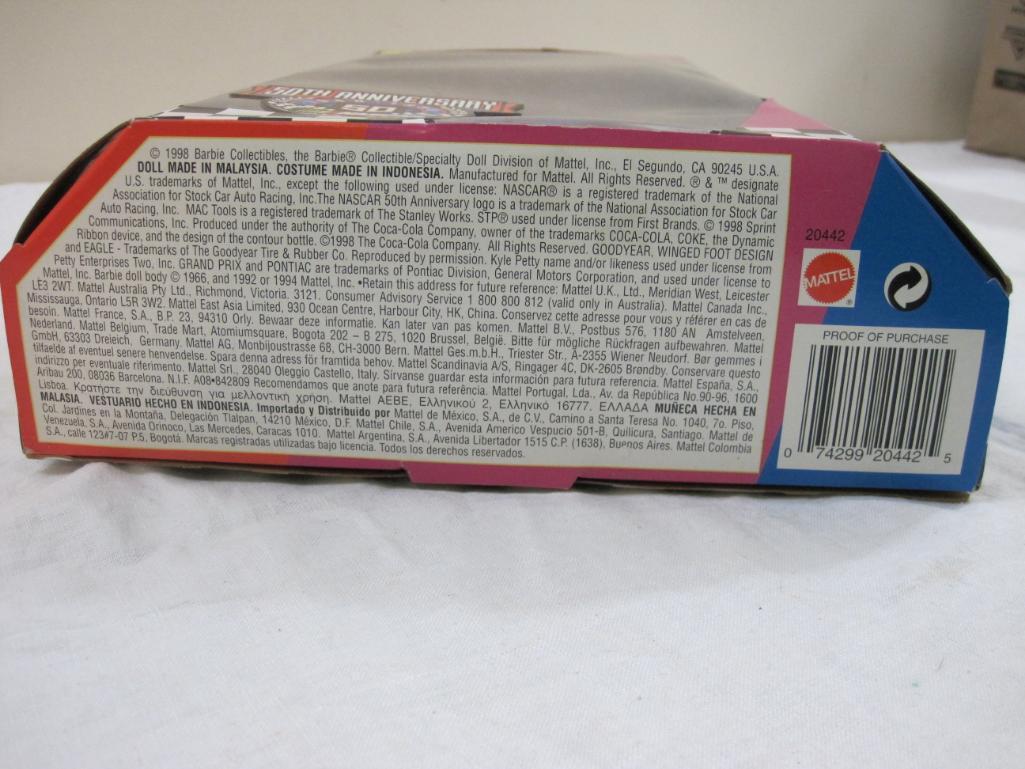 50TH ANNIVERSARY
50
© 1998 Barbie Collectibles, the Barbie® Collectible/Specialty Doll Division of Mattel, Inc., El Segundo, CA 90245 U.S.A.
DOLL MADE IN MALAYSIA. COSTUME MADE IN INDONESIA. Manufactured for Mattel. All Rights Reserved. ® & ™ designate
U.S. trademarks of Mattel, Inc., except the following used under license: NASCAR® is a registered trademark of the National
Association for Stock Car Auto Racing, Inc.The NASCAR 50th Anniversary logo is a trademark of the National Association for Stock Car
Auto Racing, Inc. MAC Tools is a registered trademark of The Stanley Works. STP® used under license from First Brands. © 1998 Sprint
Communications, Inc. Produced under the authority of The Coca-Cola Company, owner of the trademarks COCA-COLA, COKE, the Dynamic
Ribbon device, and the design of the contour bottle. ©1998 The Coca-Cola Company. All Rights Reserved. GOODYEAR, WINGED FOOT DESIGN
and EAGLE - Trademarks of The Goodyear Tire & Rubber Co. Reproduced by permission. Kyle Petty name and/or likeness used under license from
Petty Enterprises Two, Inc. GRAND PRIX and PONTIAC are trademarks of Pontiac Division, General Motors Corporation, and used under license to
Mattel, Inc. Barbie doll body © 1966, and 1992 or 1994 Mattel, Inc. •Retain this address for future reference: Mattel U.K., Ltd., Meridian West, Leicester
LE3 2WT. Mattel Australia Pty Ltd., Richmond, Victoria. 3121. Consumer Advisory Service 1 800 800 812 (valid only in Australia). Mattel Canada Inc.,
Mississauga, Ontario L5R 3W2. Mattel East Asia Limited, 930 Ocean Centre, Harbour City, HK, China. Conservez cette adresse pour vous y référer en cas de
besoin. Mattel France, S.A., B.P. 23, 94310 Orly. Bewaar deze informatie. Kan later van pas komen. Mattel B.V., Postbus 576, 1180 AN Amstelveen,
Nederland. Mattel Belgium, Trade Mart, Atomiumsquare, Bogota 202 – B 275, 1020 Brussel, België. Bitte für mögliche Rückfragen aufbewahren. Mattel
GmbH, 63303 Dreieich, Germany. Mattel AG, Monbijoustrasse 68, CH-3000 Bern. Mattel Ges.m.b.H., Triester Str., A-2355 Wiener Neudorf. Bør gemmes i
tilfælde af eventuel senere henvendelse. Spara denna adress för framtida behov. Mattel Scandinavia A/S, Ringager 4C, DK-2605 Brøndby. Conservare questo
indirizzo per eventuale riferimento. Mattel Srl., 28040 Oleggio Castello, Italy. Sírvanse guardar esta información para futura referencia. Mattel España, S.A.,
Aribau 200, 08036 Barcelona. N.I.F. A08•842809 Recomendamos que anote para futura referência. Mattel Portugal, Lda., Av. da República No.90-96, 1600
Lisboa. Κρατήστε την διεύθυνση για μελλοντική χρήση. Mattel AEBE, Ελληνικού 2, Ελληνικό 16777. ΕΛΛΑΔΑ MUÑECA HECHA EN
MALASIA. VESTUARIO HECHO EN INDONESIA. Importado y Distribuido por Mattel de México, S.A., de C.V., Camino a Santa Teresa No. 1040, 7o. Piso,
Col. Jardines en la Montaña, Delegación Tlalpan, 14210 México, D.F. Mattel Chile, S.A., Avenida Americo Vespucio 501-B, Quilicura, Santiago. Mattel de
Venezuela, S.A., Avenida Orinoco, Las Mercedes, Caracas 1010. Mattel Argentina, S.A., Avenida Libertador 1515 C.P. (1638), Buenos Aires. Mattel Colombia
S.A., calle 123#7-07 P.5, Bogotá. Marcas registradas utilizadas bajo licencia. Todos los derechos reservados.
20442
MATTEL®
PROOF OF PURCHASE
0 74299 20442 5